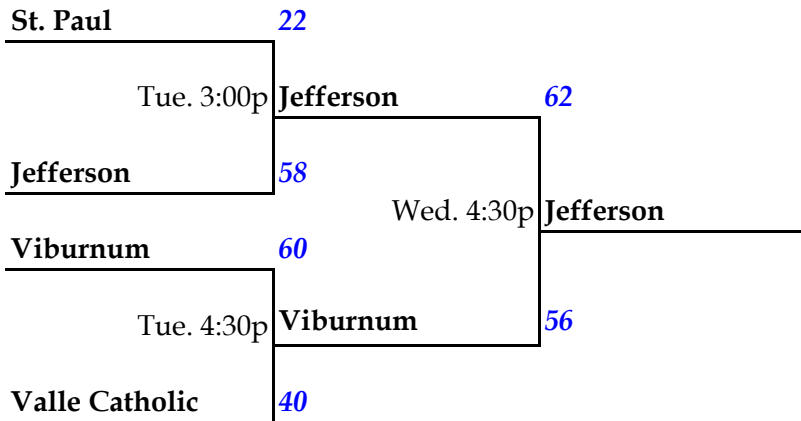 St. Paul 22
Tue. 3:00p Jefferson 62
Jefferson 58
Wed. 4:30p Jefferson
Viburnum 60
Tue. 4:30p Viburnum 56
Valle Catholic 40